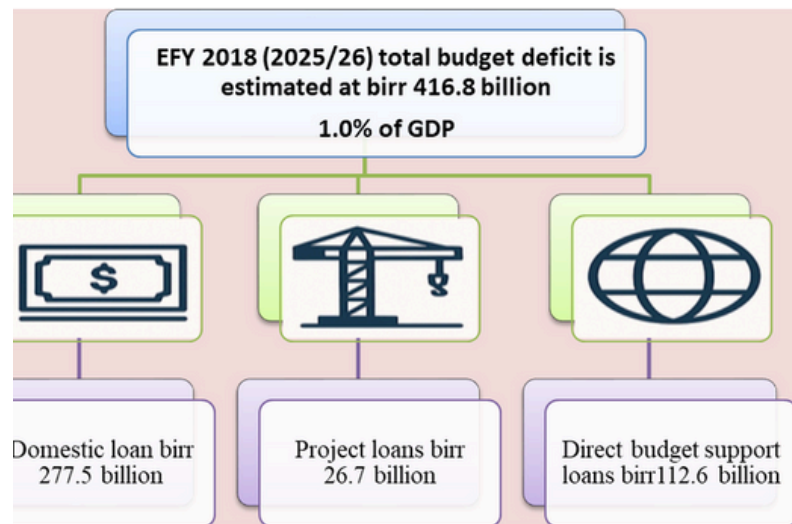 EFY 2018 (2025/26) total budget deficit is
estimated at birr 416.8 billion
1.0% of GDP
$
Domestic loan birr
277.5 billion
Project loans birr
26.7 billion
Direct budget support
loans birr112.6 billion